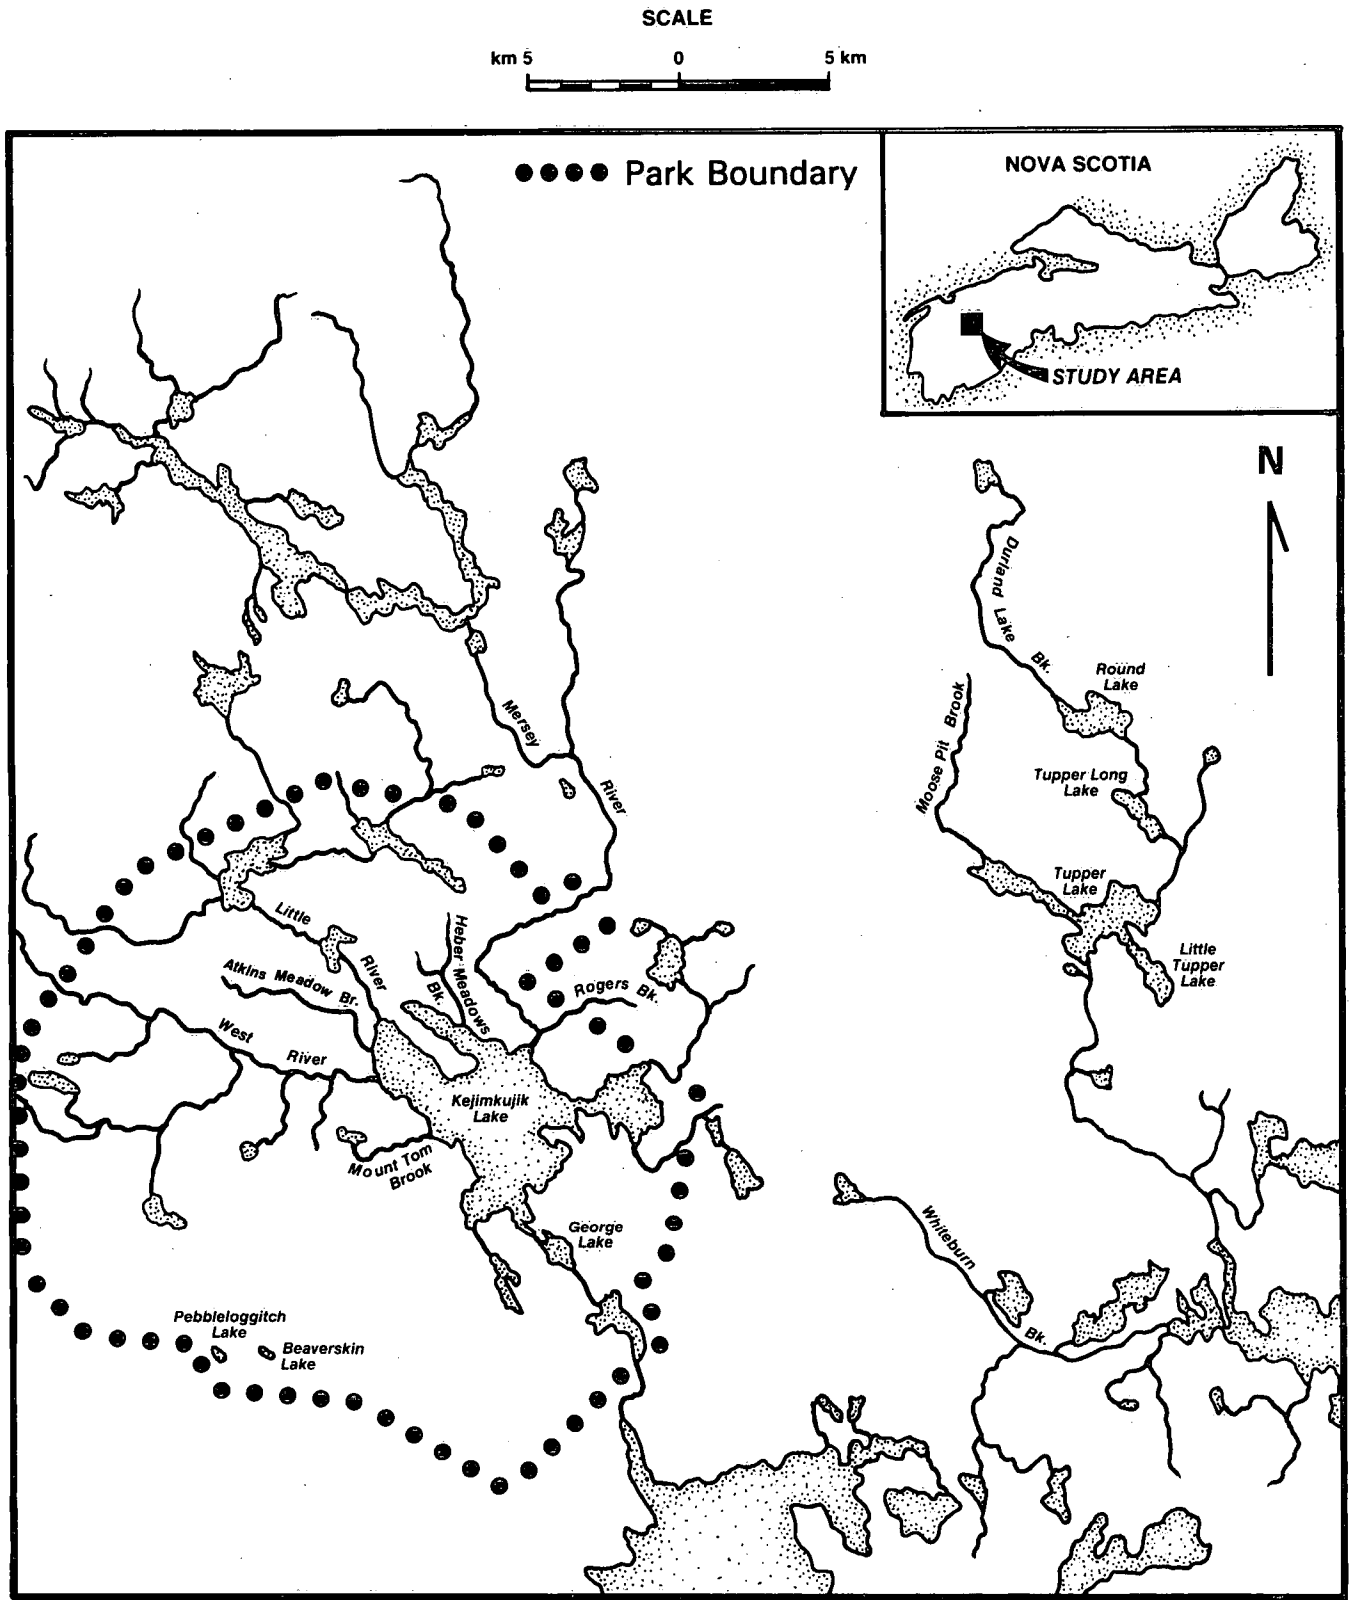 SCALE
km 5 0 5 km
Park Boundary
NOVA SCOTIA
STUDY AREA
N
Durland Lake Bk.
Round
Lake
Moose Pit Brook
Mersey River
Tupper Long
Lake
Tupper
Lake
Little
Tupper
Lake
Little River
Heber Meadows
Bk.
Atkins Meadow Br.
Rogers Bk.
West River
Kejimkujik
Lake
Mount Tom
Brook
George
Lake
Whiteburn Bk.
Pebbleloggitch
Lake
Beaverskin
Lake